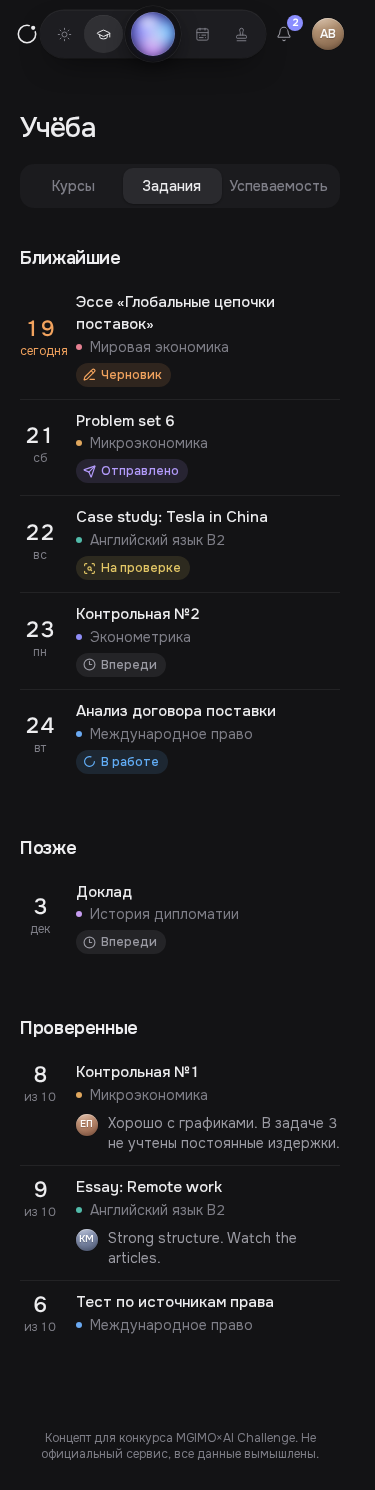 2
АВ
Учёба
Курсы
Задания
Успеваемость
Ближайшие
19
сегодня
Эссе «Глобальные цепочки
поставок»
Мировая экономика
Черновик
21
сб
Problem set 6
Микроэкономика
Отправлено
22
вс
Case study: Tesla in China
Английский язык B2
На проверке
23
пн
Контрольная №2
Эконометрика
Впереди
24
вт
Анализ договора поставки
Международное право
В работе
Позже
3
дек
Доклад
История дипломатии
Впереди
Проверенные
8
из 10
Контрольная №1
Микроэкономика
ЕП
Хорошо с графиками. В задаче 3
не учтены постоянные издержки.
9
из 10
Essay: Remote work
Английский язык B2
КМ
Strong structure. Watch the
articles.
6
из 10
Тест по источникам права
Международное право
Концепт для конкурса MGIMO×AI Challenge. Не
официальный сервис, все данные вымышлены.